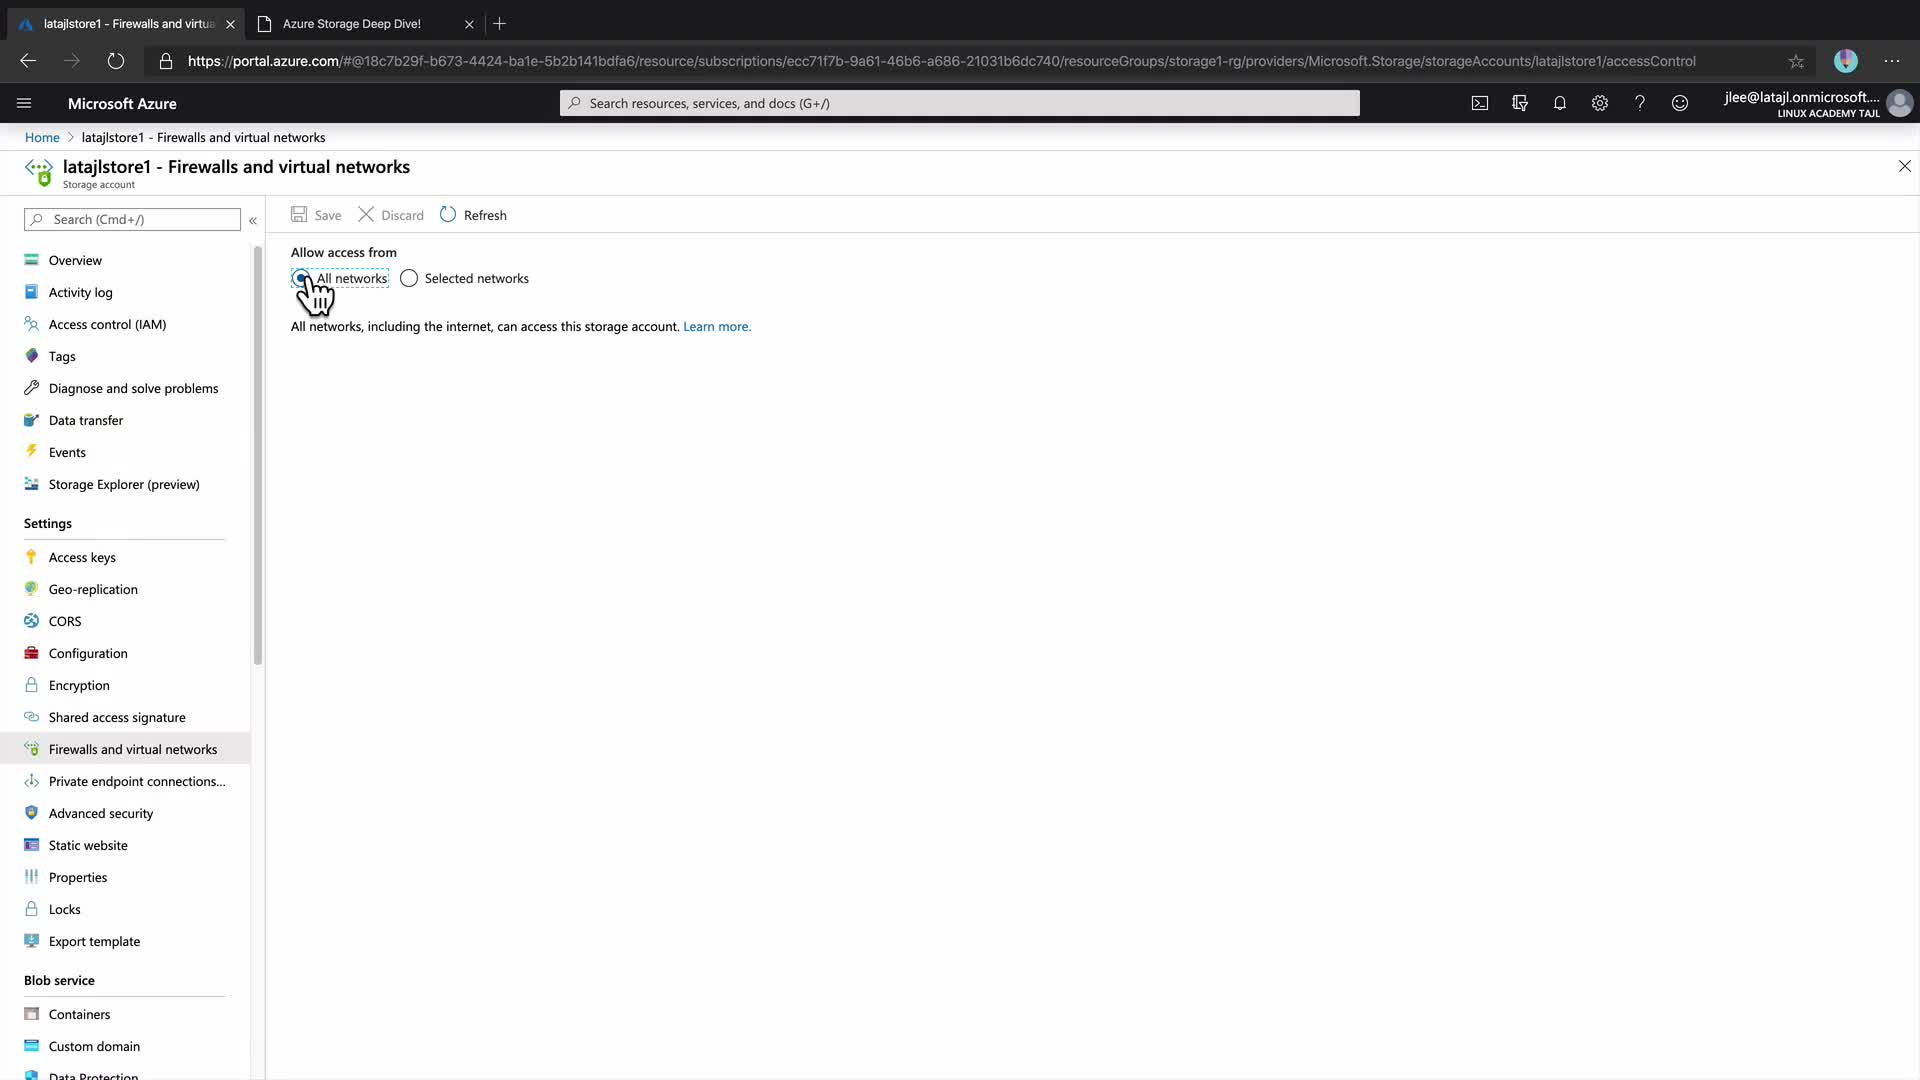 latajlstore1 - Firewalls and virtua
Azure Storage Deep Dive!
https://portal.azure.com/#@18c7b29f-b673-4424-ba1e-5b2b141bdfa6/resource/subscriptions/ecc71f7b-9a61-46b6-a686-21031b6dc740/resourceGroups/storage1-rg/providers/Microsoft.Storage/storageAccounts/latajlstore1/accessControl
Microsoft Azure
Search resources, services, and docs (G+/)
jlee@latajl.onmicrosoft....
LINUX ACADEMY TAJL
Home > latajlstore1 - Firewalls and virtual networks
latajlstore1 - Firewalls and virtual networks
Storage account
Search (Cmd+/)
«
Save
Discard
Refresh
Overview
Activity log
Access control (IAM)
Tags
Diagnose and solve problems
Data transfer
Events
Storage Explorer (preview)
Settings
Access keys
Geo-replication
CORS
Configuration
Encryption
Shared access signature
Firewalls and virtual networks
Private endpoint connections...
Advanced security
Static website
Properties
Locks
Export template
Blob service
Containers
Custom domain
Data Protection
Allow access from
All networks
Selected networks
All networks, including the internet, can access this storage account. Learn more.